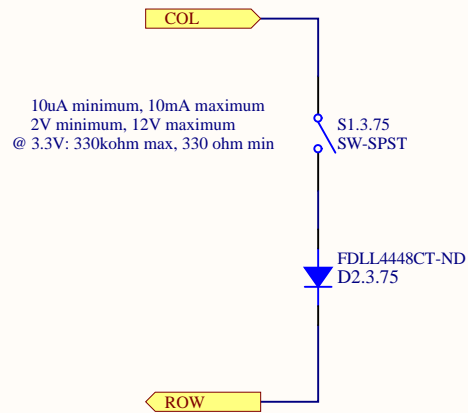 COL
10uA minimum, 10mA maximum
2V minimum, 12V maximum
@ 3.3V: 330kohm max, 330 ohm min
S1.3.75
SW-SPST
FDLL4448CT-ND
D2.3.75
ROW